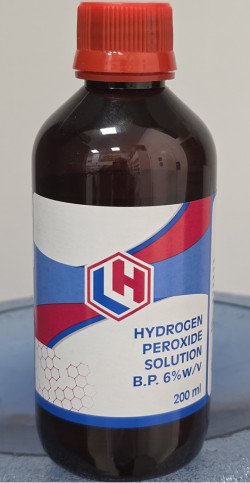 LH
HYDROGEN
PEROXIDE
SOLUTION
B.P. 6%w/v
200 ml